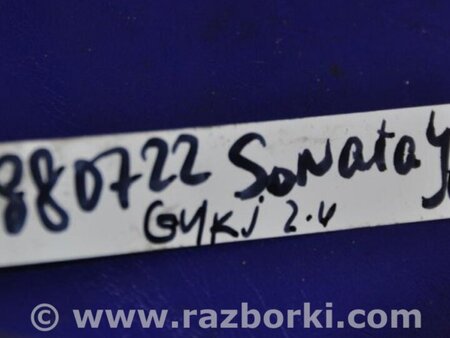 880722 Sonata
G4KJ 2.4
© www.razborki.com